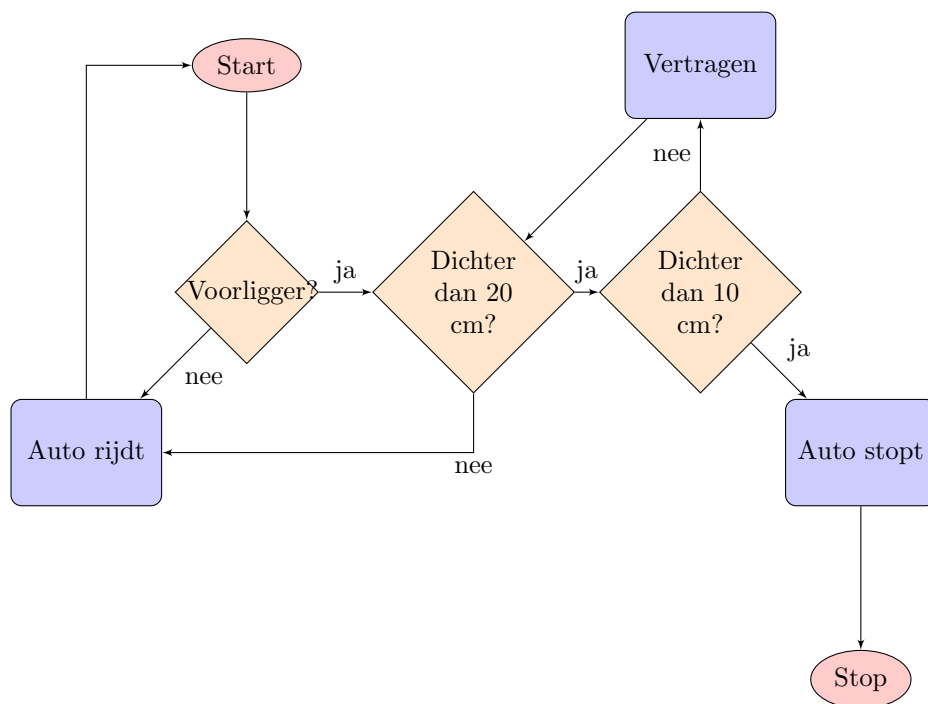 Start
Vertragen
nee
Voorligger?
ja
Dichter
dan 20
cm?
ja
Dichter
dan 10
cm?
nee
ja
Auto rijdt
nee
Auto stopt
Stop